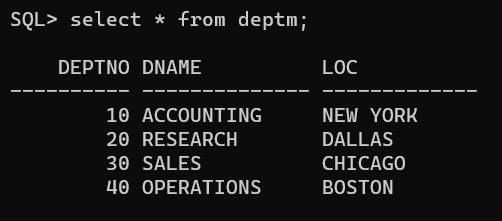 SQL> select * from deptm;
    DEPTNO DNAME          LOC
---------- -------------- -------------
        10 ACCOUNTING     NEW YORK
        20 RESEARCH       DALLAS
        30 SALES          CHICAGO
        40 OPERATIONS     BOSTON